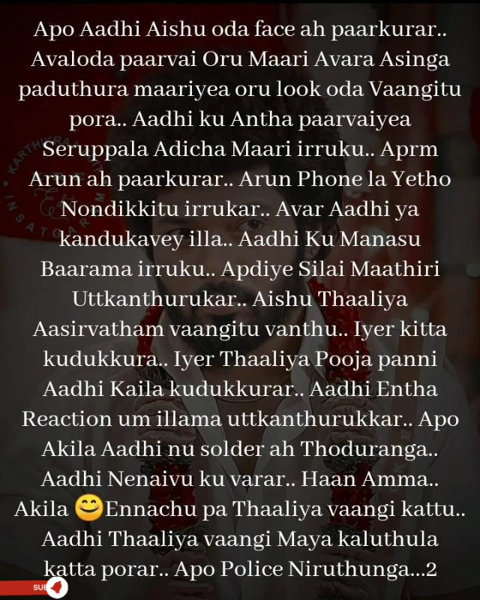 Apo Aadhi Aishu oda face ah paarkurar..
Avaloda paarvai Oru Maari Avara Asinga
paduthura maariyea oru look oda Vaangitu
pora.. Aadhi ku Antha paarvaiyea
Seruppala Adicha Maari irruku.. Aprm
Arun ah paarkurar.. Arun Phone la Yetho
Nondikkitu irrukar.. Avar Aadhi ya
kandukavey illa.. Aadhi Ku Manasu
Baarama irruku.. Apdiye Silai Maathiri
Uttkanthurukar.. Aishu Thaaliya
Aasirvatham vaangitu vanthu.. Iyer kitta
kudukkura.. Iyer Thaaliya Pooja panni
Aadhi Kaila kudukkurar.. Aadhi Entha
Reaction um illama uttkanthurukkar.. Apo
Akila Aadhi nu solder ah Thoduranga..
Aadhi Nenaivu ku varar.. Haan Amma..
Akila 😊Ennachu pa Thaaliya vaangi kattu..
Aadhi Thaaliya vaangi Maya kaluthula
katta porar.. Apo Police Niruthunga...2